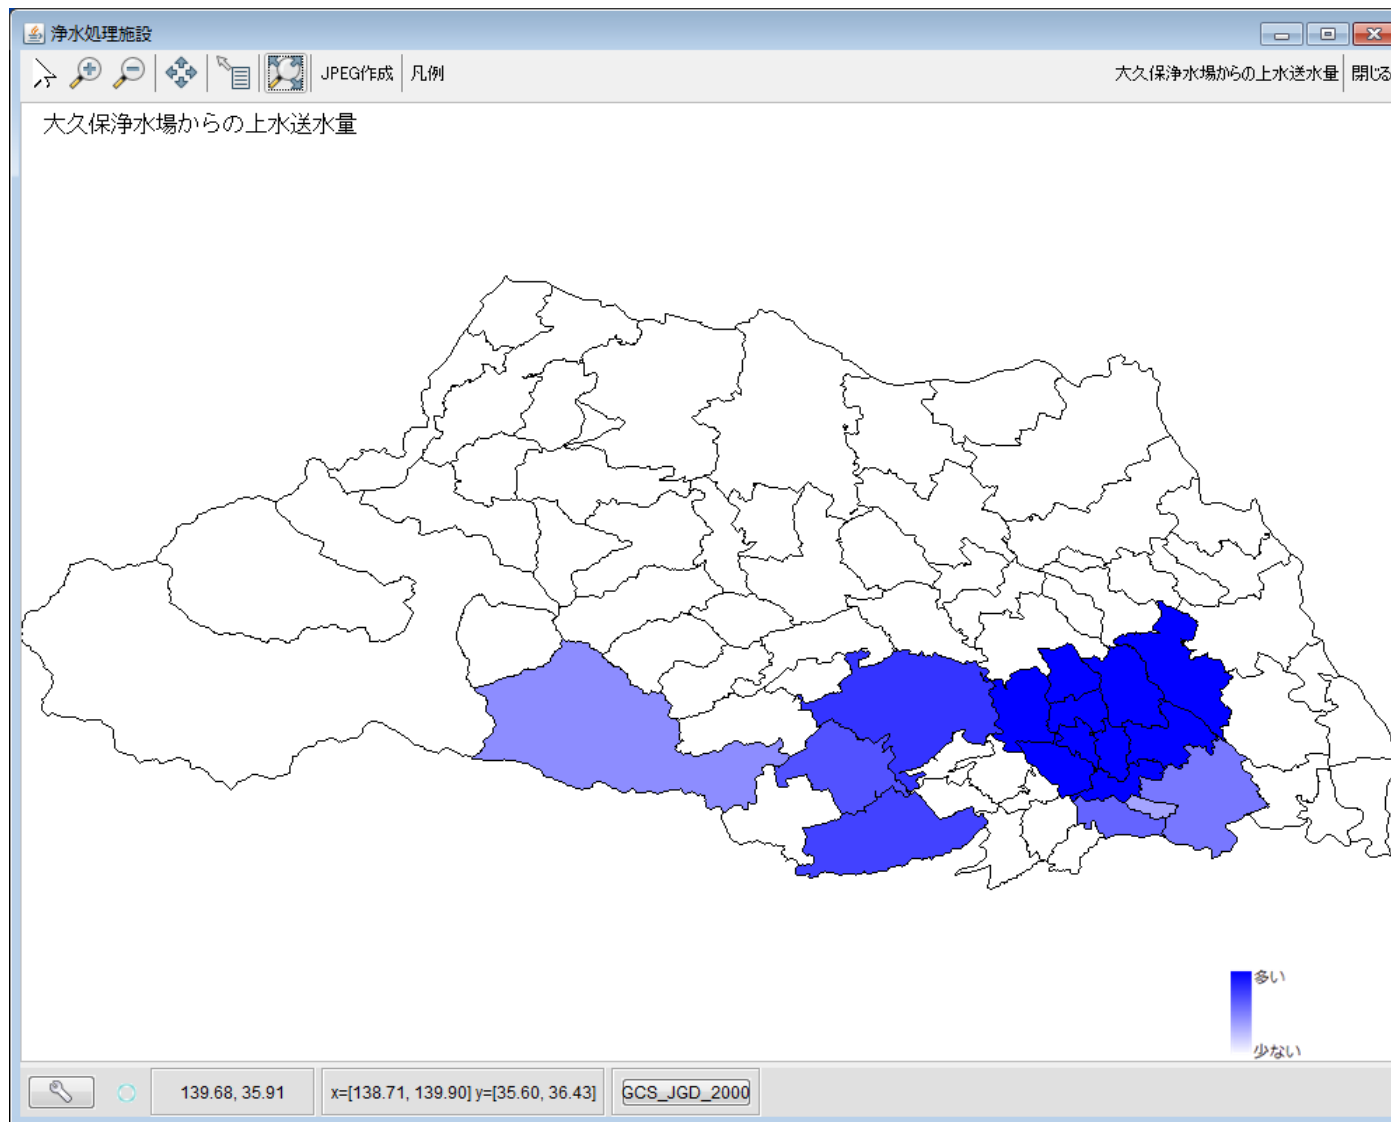 浄水処理施設
JPEG作成 凡例 大久保浄水場からの上水送水量 閉じる
大久保浄水場からの上水送水量
多い
少ない
139.68, 35.91 x=[138.71, 139.90] y=[35.60, 36.43] GCS_JGD_2000